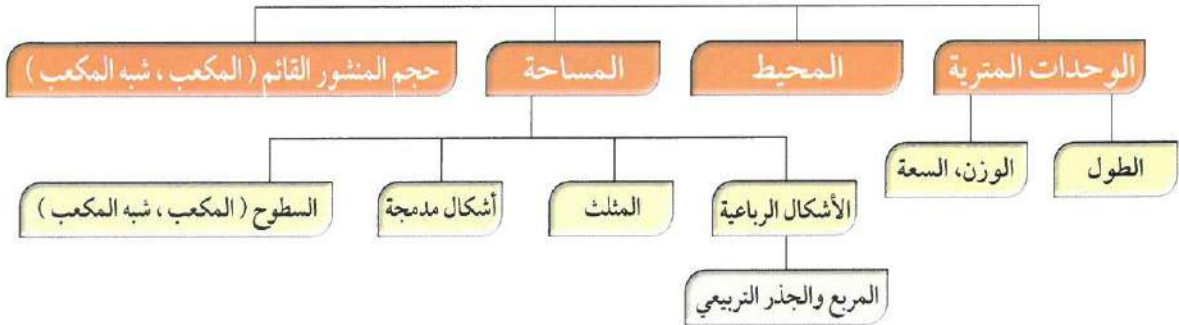 الوحدات المترية
المحيط
المساحة
حجم المنشور القائم ( المكعب ، شبه المكعب )
الطول
الوزن، السعة
الأشكال الرباعية
المثلث
أشكال مدمجة
السطوح ( المكعب ، شبه المكعب )
المربع والجذر التربيعي